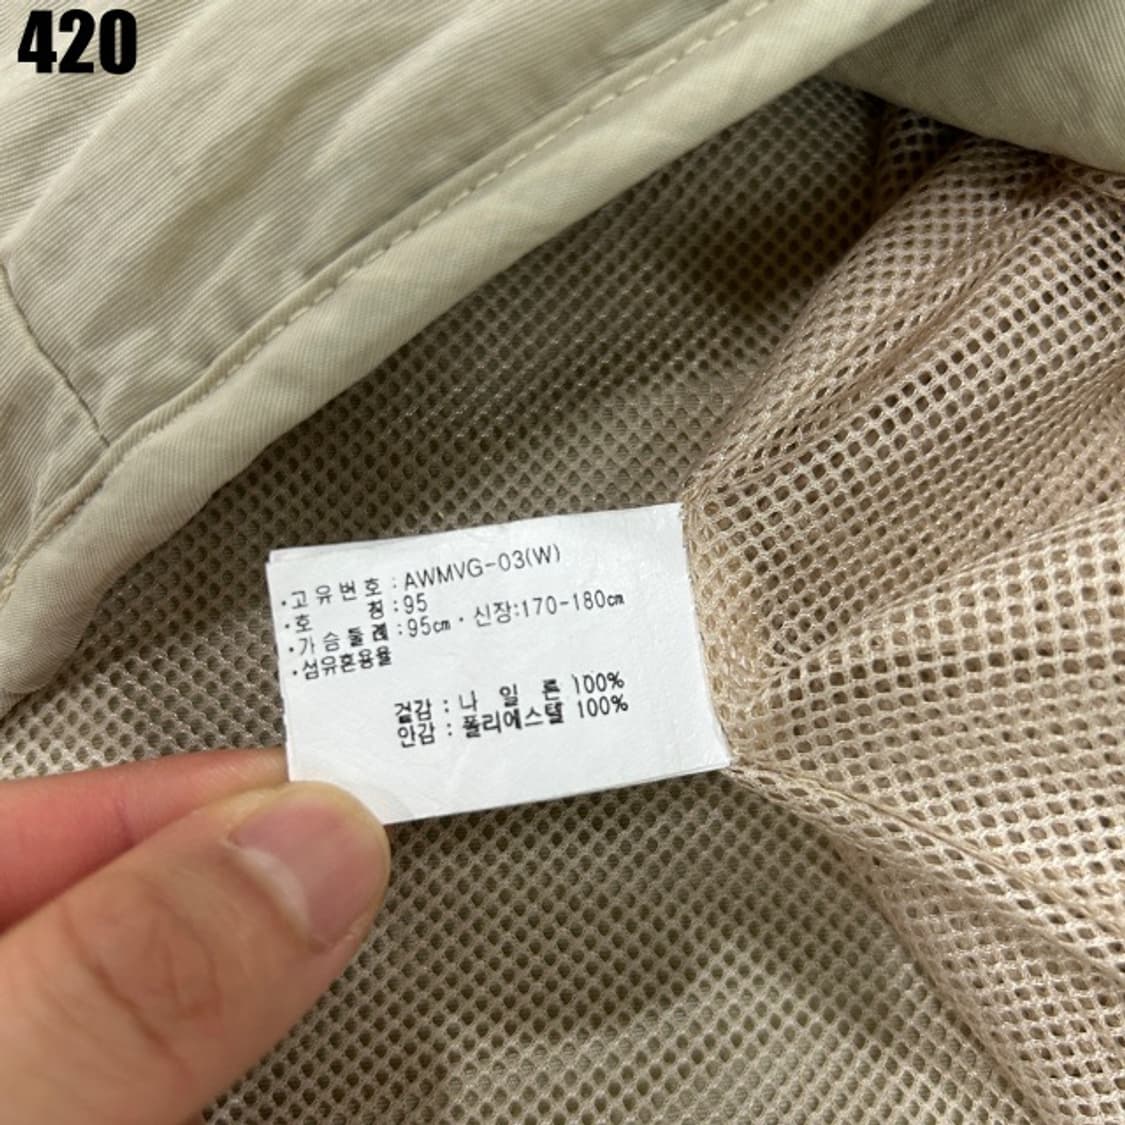 420
·고유번호 : AWMVG-03(W)
·호 칭 : 95
·가슴둘레 : 95㎝ · 신장:170-180㎝
·섬유혼용율
겉감 : 나 일 론 100%
안감 : 폴리에스텔 100%